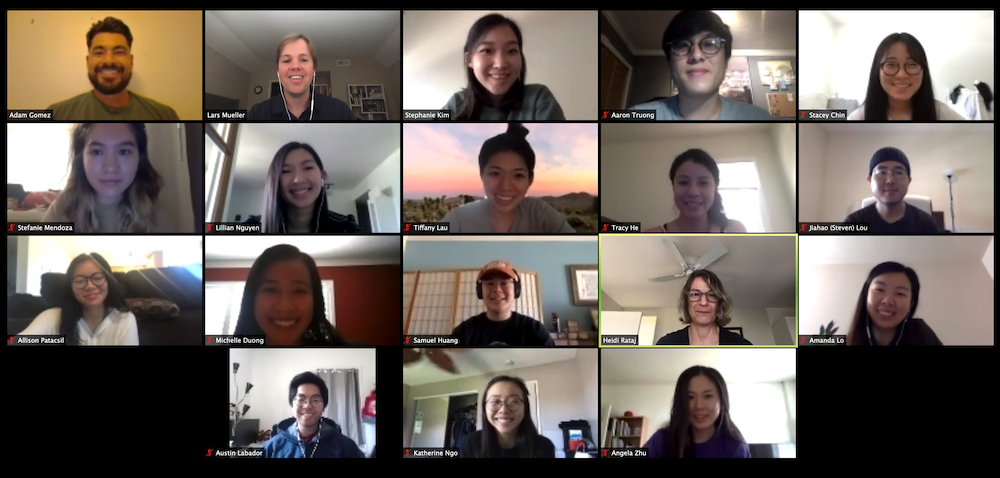 Adam Gomez
Lars Mueller
Stephanie Kim
Aaron Truong
Stacey Chin
Stefanie Mendoza
Lillian Nguyen
Tiffany Lau
Tracy He
Jiahao (Steven) Lou
Allison Patacsil
Michelle Duong
Samuel Huang
Heidi Rataj
Amanda Lo
Austin Labador
Katherine Ngo
Angela Zhu